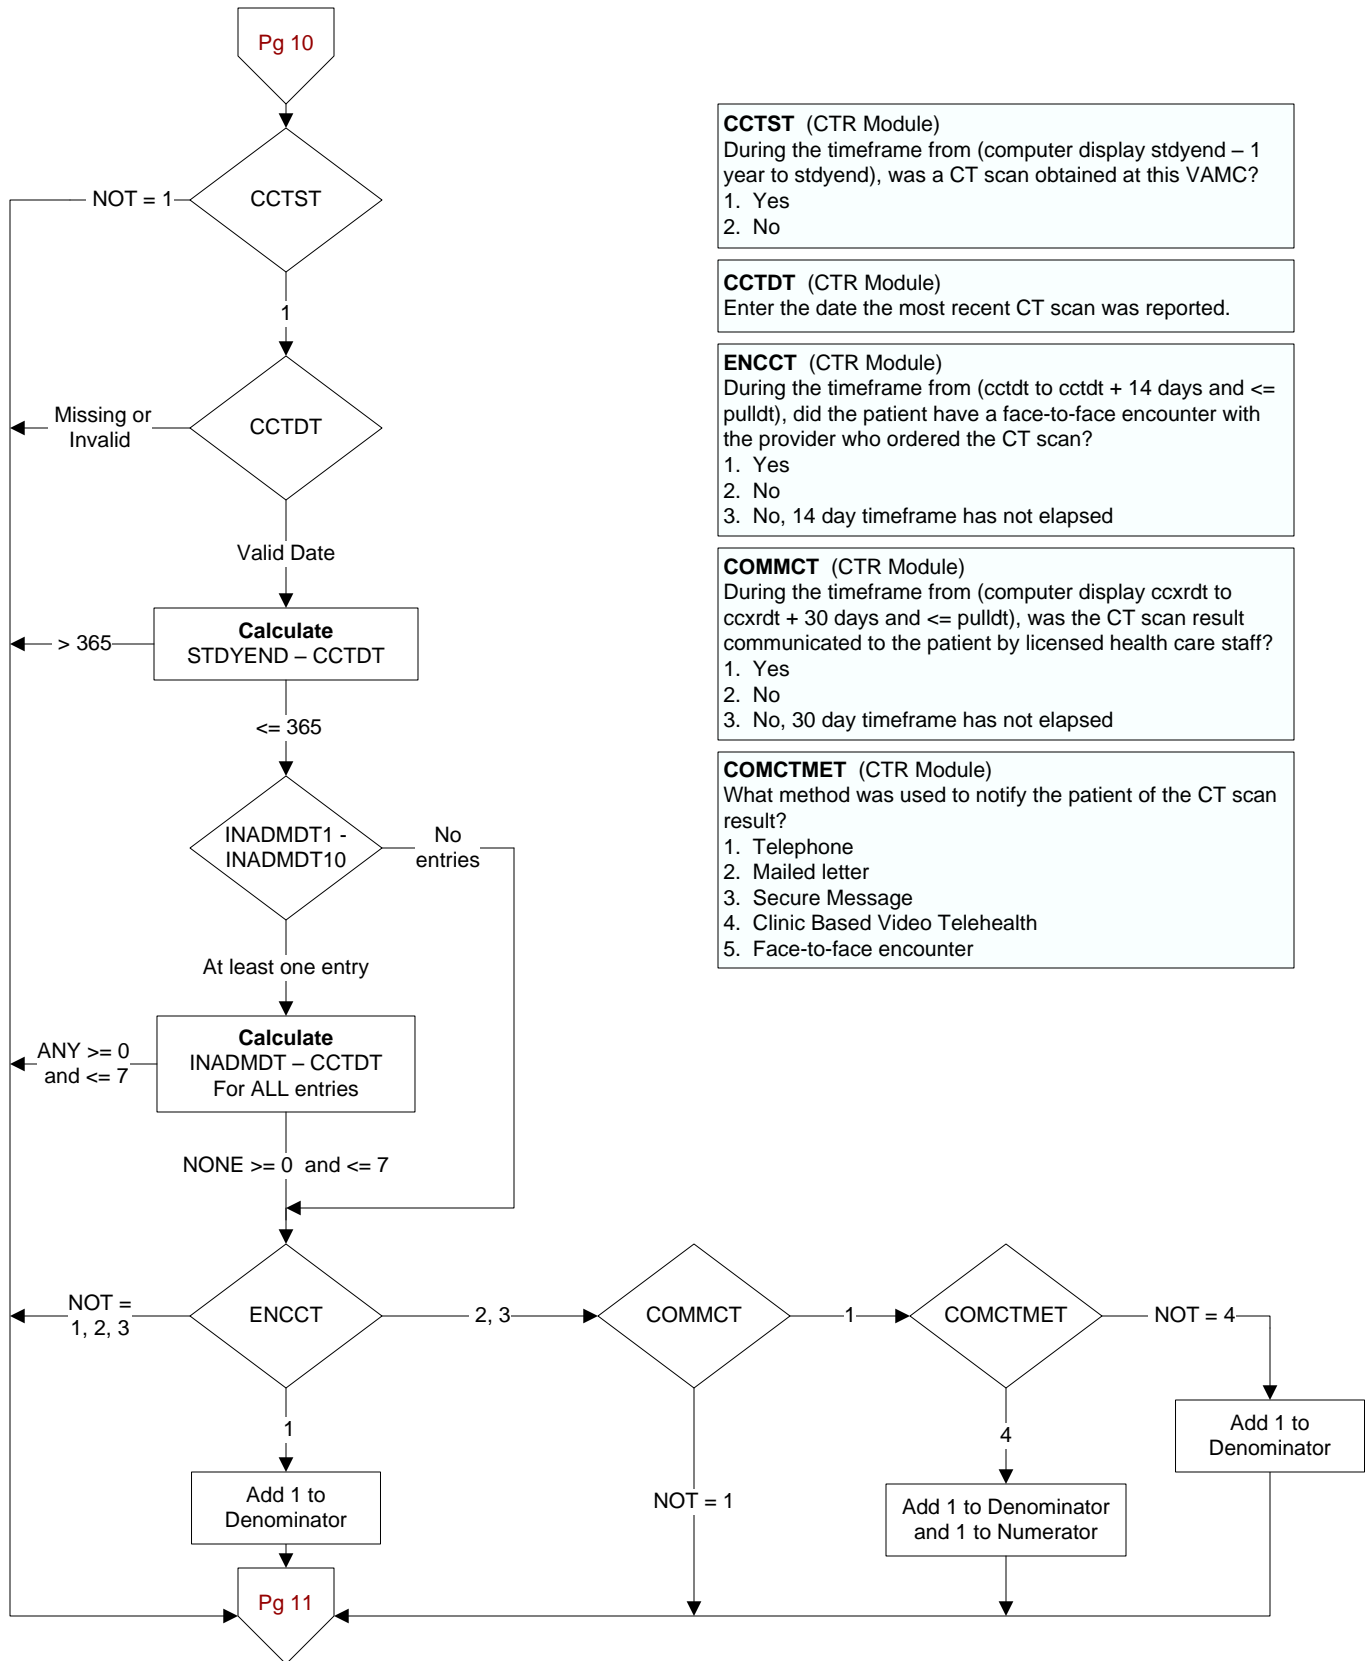 Pg 10
CCTST
NOT = 1
1
CCTDT
Missing or
Invalid
Valid Date
Calculate
STDYEND – CCTDT
> 365
<= 365
INADMDT1 -
INADMDT10
No
entries
At least one entry
Calculate
INADMDT – CCTDT
For ALL entries
ANY >= 0
and <= 7
NONE >= 0 and <= 7
ENCCT
NOT =
1, 2, 3
2, 3
COMMCT
1
COMCTMET
NOT = 4
1
4
NOT = 1
Add 1 to
Denominator
Add 1 to Denominator
and 1 to Numerator
Add 1 to
Denominator
Pg 11
CCTST (CTR Module)
During the timeframe from (computer display stdyend – 1
year to stdyend), was a CT scan obtained at this VAMC?
1. Yes
2. No
CCTDT (CTR Module)
Enter the date the most recent CT scan was reported.
ENCCT (CTR Module)
During the timeframe from (cctdt to cctdt + 14 days and <=
pulldt), did the patient have a face-to-face encounter with
the provider who ordered the CT scan?
1. Yes
2. No
3. No, 14 day timeframe has not elapsed
COMMCT (CTR Module)
During the timeframe from (computer display ccxrdt to
ccxrdt + 30 days and <= pulldt), was the CT scan result
communicated to the patient by licensed health care staff?
1. Yes
2. No
3. No, 30 day timeframe has not elapsed
COMCTMET (CTR Module)
What method was used to notify the patient of the CT scan
result?
1. Telephone
2. Mailed letter
3. Secure Message
4. Clinic Based Video Telehealth
5. Face-to-face encounter